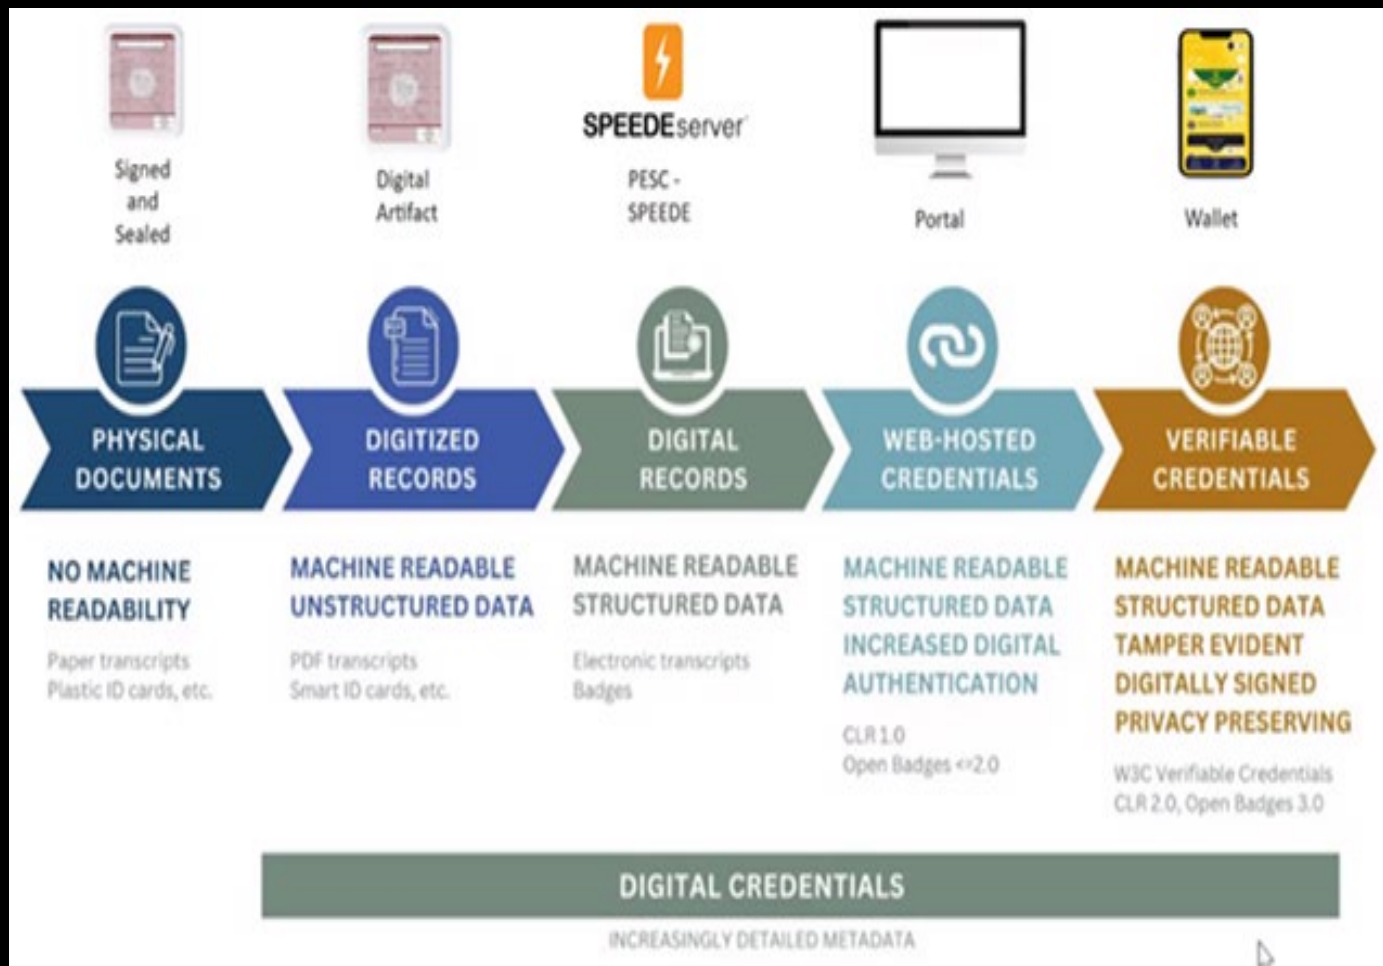 Signed
and
Sealed
Digital
Artifact
SPEEDE server
PESC -
SPEEDE
Portal
Wallet
PHYSICAL
DOCUMENTS
DIGITIZED
RECORDS
DIGITAL
RECORDS
WEB-HOSTED
CREDENTIALS
VERIFIABLE
CREDENTIALS
NO MACHINE
READABILITY
Paper transcripts
Plastic ID cards, etc.
MACHINE READABLE
UNSTRUCTURED DATA
PDF transcripts
Smart ID cards, etc.
MACHINE READABLE
STRUCTURED DATA
Electronic transcripts
Badges
MACHINE READABLE
STRUCTURED DATA
INCREASED DIGITAL
AUTHENTICATION
CLR 1.0
Open Badges <=2.0
MACHINE READABLE
STRUCTURED DATA
TAMPER EVIDENT
DIGITALLY SIGNED
PRIVACY PRESERVING
W3C Verifiable Credentials
CLR 2.0, Open Badges 3.0
DIGITAL CREDENTIALS
INCREASINGLY DETAILED METADATA